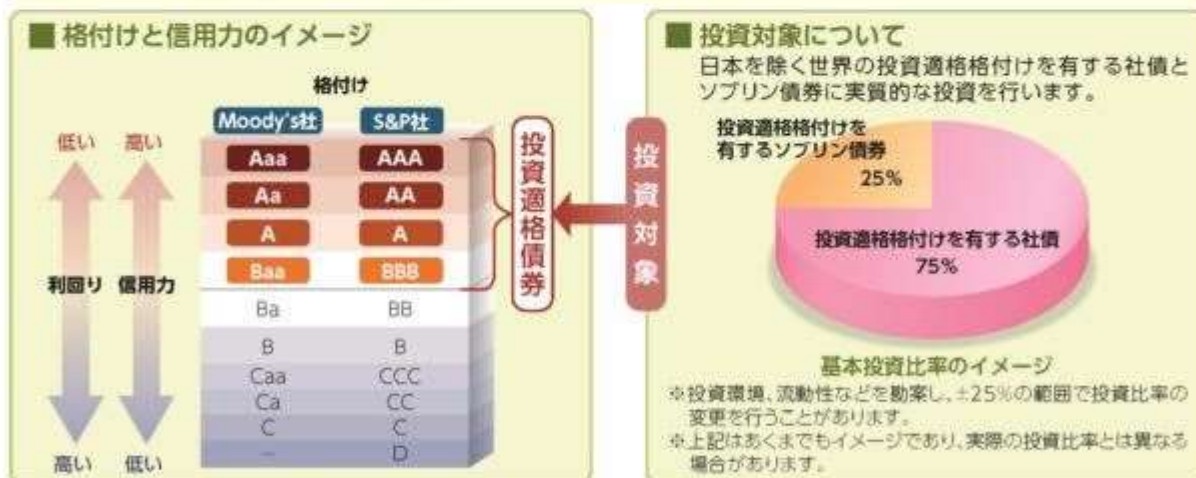 ■ 格付けと信用力のイメージ
格付け
Moody's社 S&P社
低い 高い
Aaa AAA
Aa AA
A A
Baa BBB
利回り 信用力
Ba BB
B B
Caa CCC
Ca CC
C C
– D
高い 低い
投資適格債券
投資対象
■ 投資対象について
日本を除く世界の投資適格格付けを有する社債と
ソブリン債券に実質的な投資を行います。
投資適格格付けを
有するソブリン債券
25%
投資適格格付けを有する社債
75%
基本投資比率のイメージ
※投資環境、流動性などを勘案し、±25%の範囲で投資比率の
変更を行うことがあります。
※上記はあくまでもイメージであり、実際の投資比率とは異なる
場合があります。